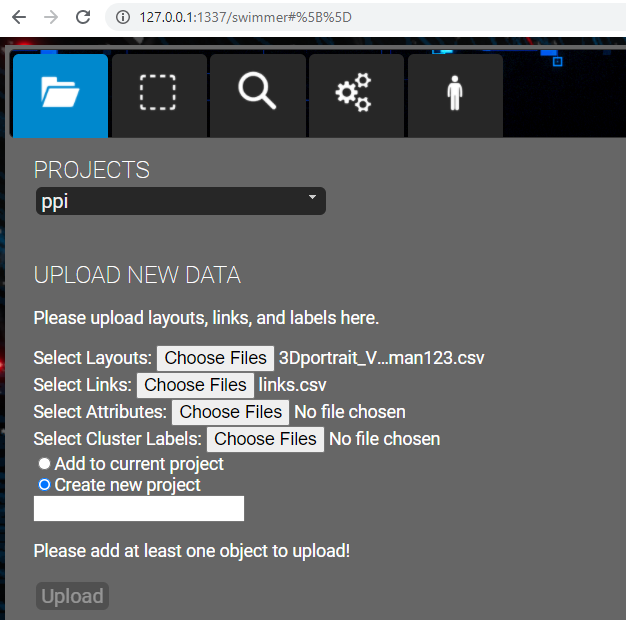 127.0.0.1:1337/swimmer#%5B%5D
PROJECTS
ppi
UPLOAD NEW DATA
Please upload layouts, links, and labels here.
Select Layouts: Choose Files 3Dportrait_V...man123.csv
Select Links: Choose Files links.csv
Select Attributes: Choose Files No file chosen
Select Cluster Labels: Choose Files No file chosen
Add to current project
Create new project
Please add at least one object to upload!
Upload